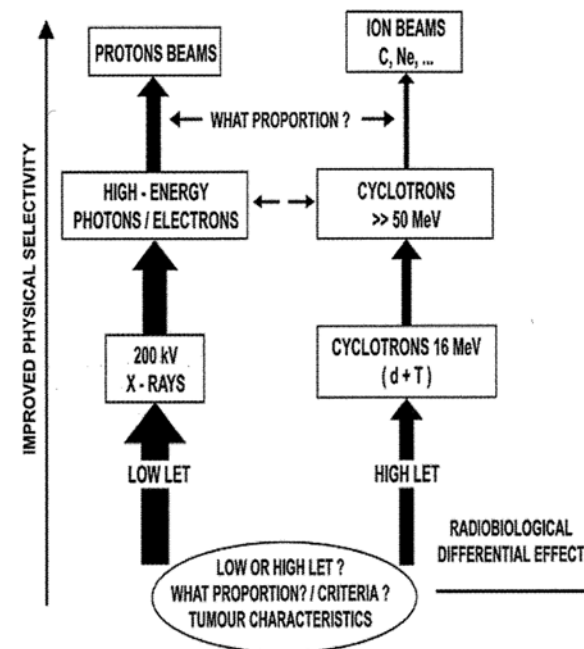 PROTONS BEAMS
ION BEAMS
C, Ne, ...
WHAT PROPORTION ?
HIGH - ENERGY
PHOTONS / ELECTRONS
CYCLOTRONS
>> 50 MeV
IMPROVED PHYSICAL SELECTIVITY
200 kV
X - RAYS
CYCLOTRONS 16 MeV
( d + T )
LOW LET
HIGH LET
RADIOBIOLOGICAL
DIFFERENTIAL EFFECT
LOW OR HIGH LET ?
WHAT PROPORTION? / CRITERIA ?
TUMOUR CHARACTERISTICS